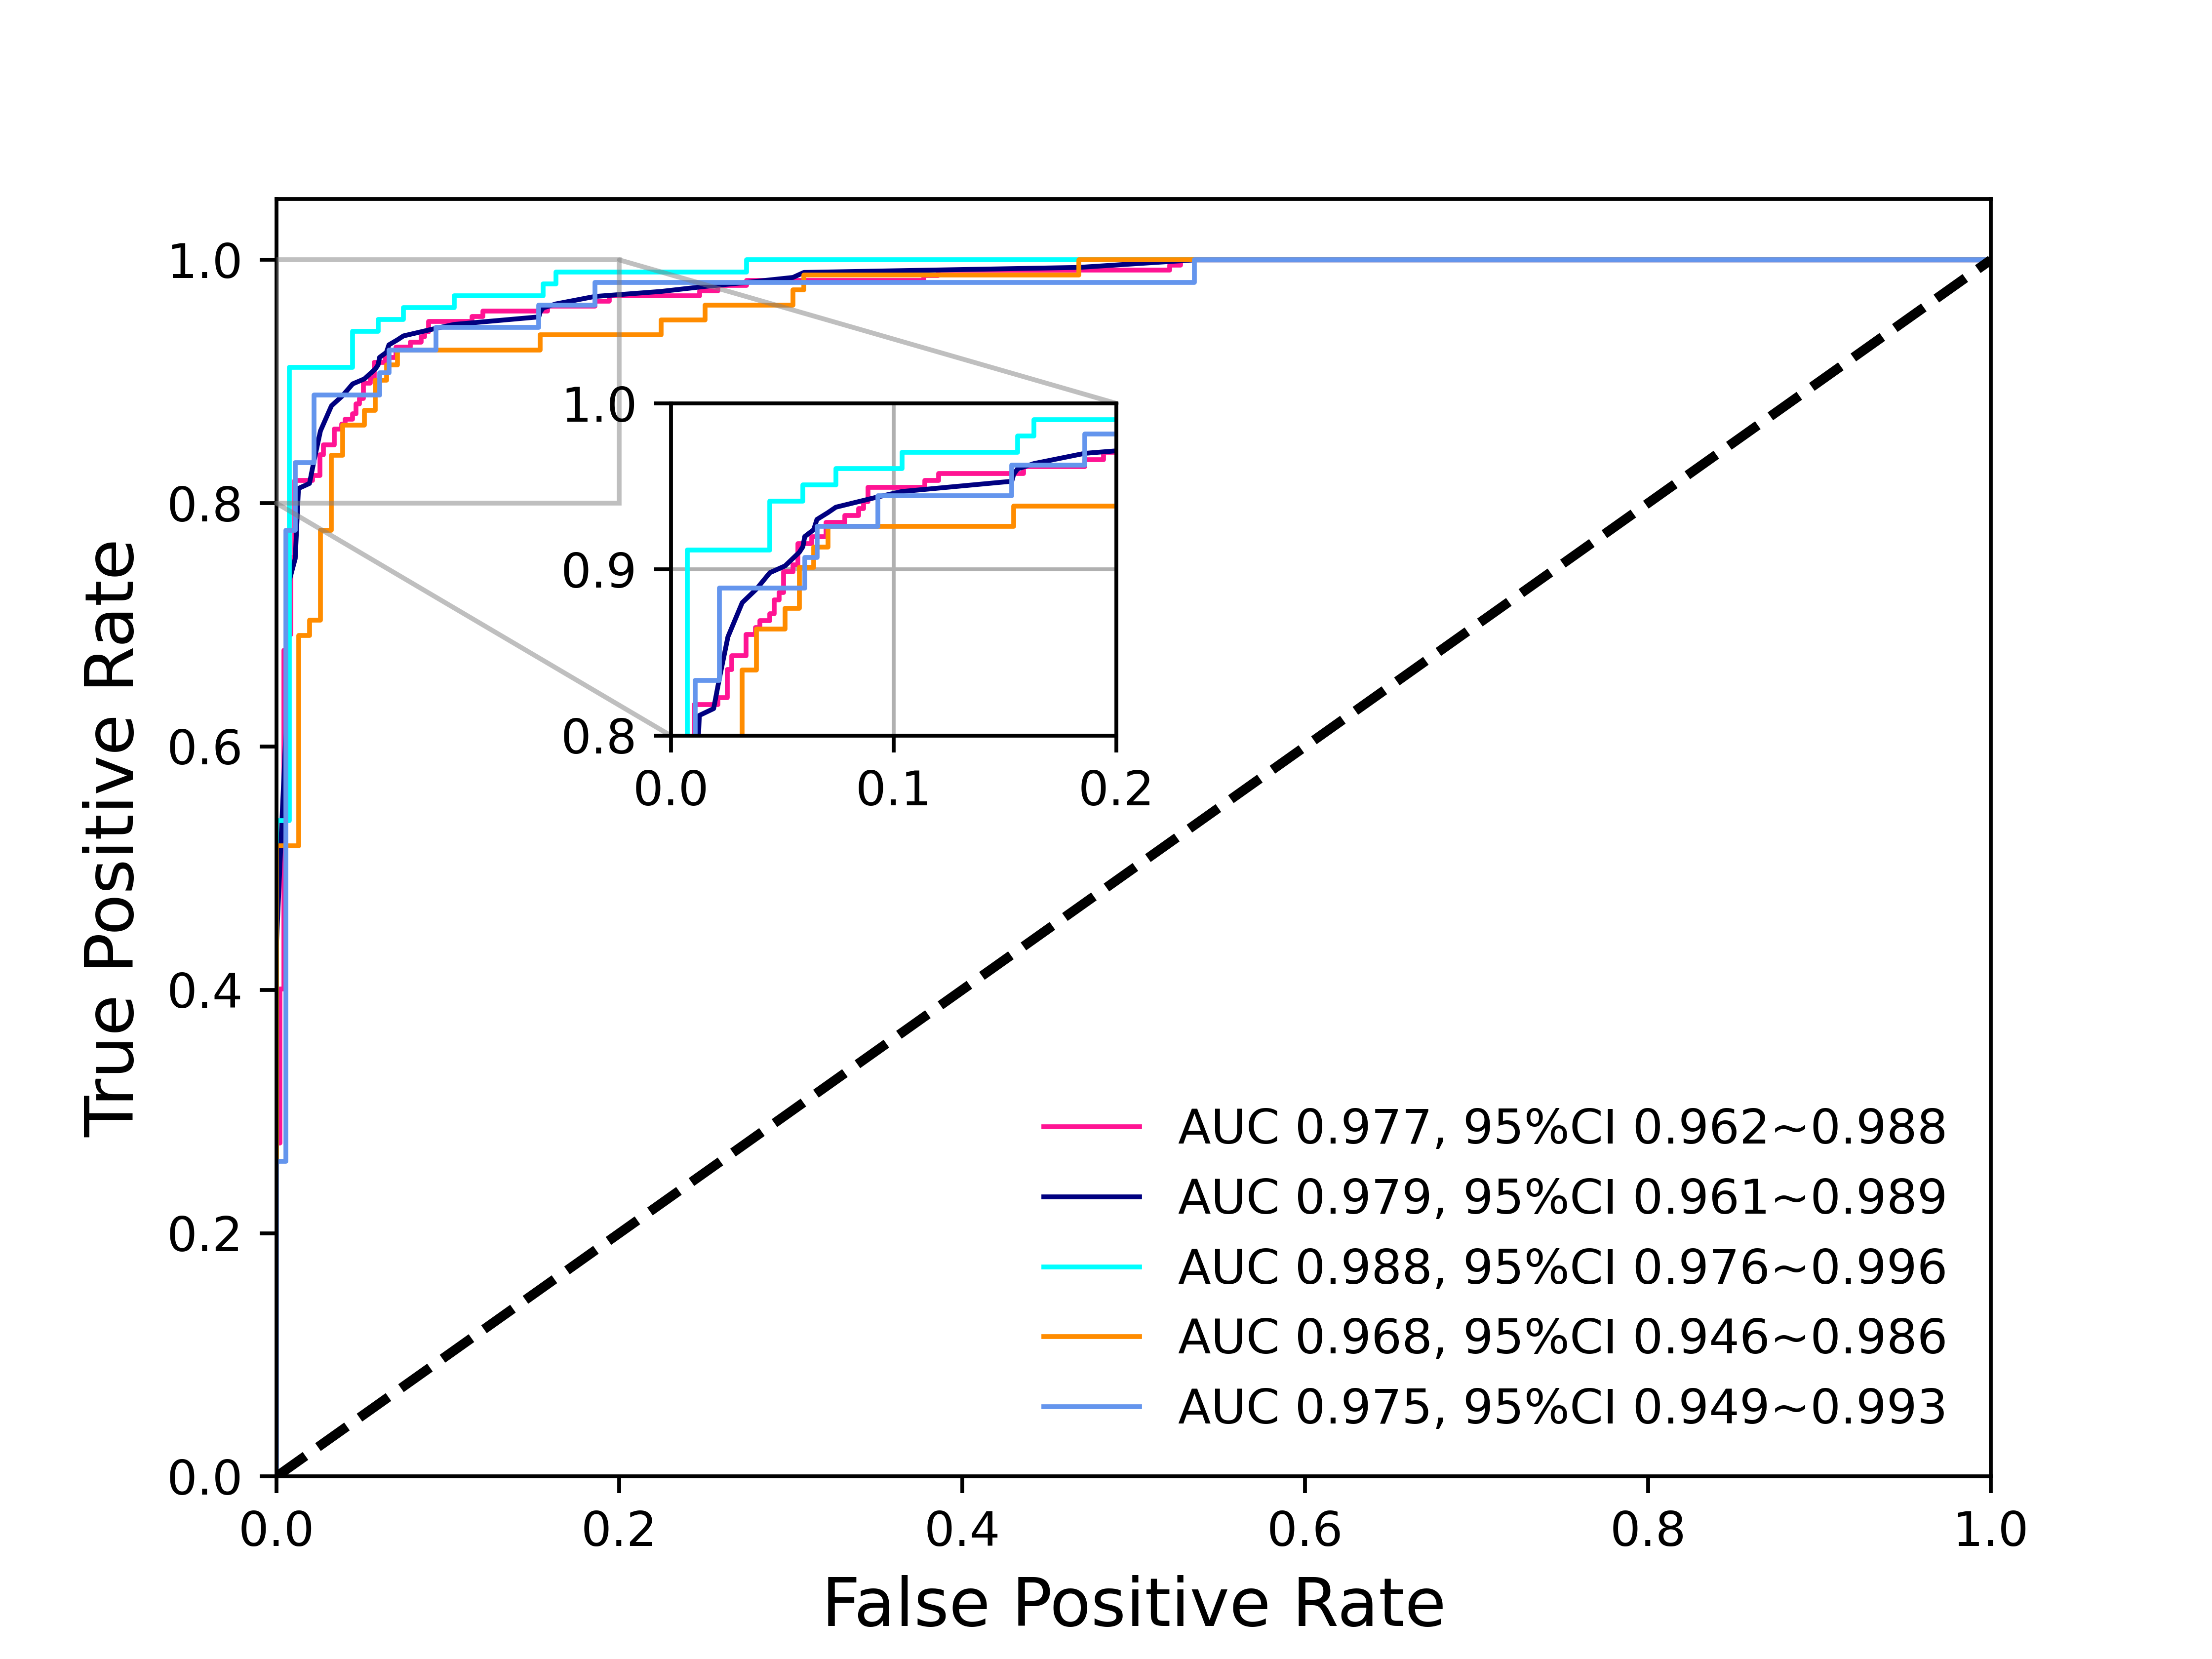 True Positive Rate
1.0
0.8
0.6
0.4
0.2
0.0
1.0
0.9
0.8
0.0 0.1 0.2
AUC 0.977, 95%CI 0.962~0.988
AUC 0.979, 95%CI 0.961~0.989
AUC 0.988, 95%CI 0.976~0.996
AUC 0.968, 95%CI 0.946~0.986
AUC 0.975, 95%CI 0.949~0.993
0.0 0.2 0.4 0.6 0.8 1.0
False Positive Rate